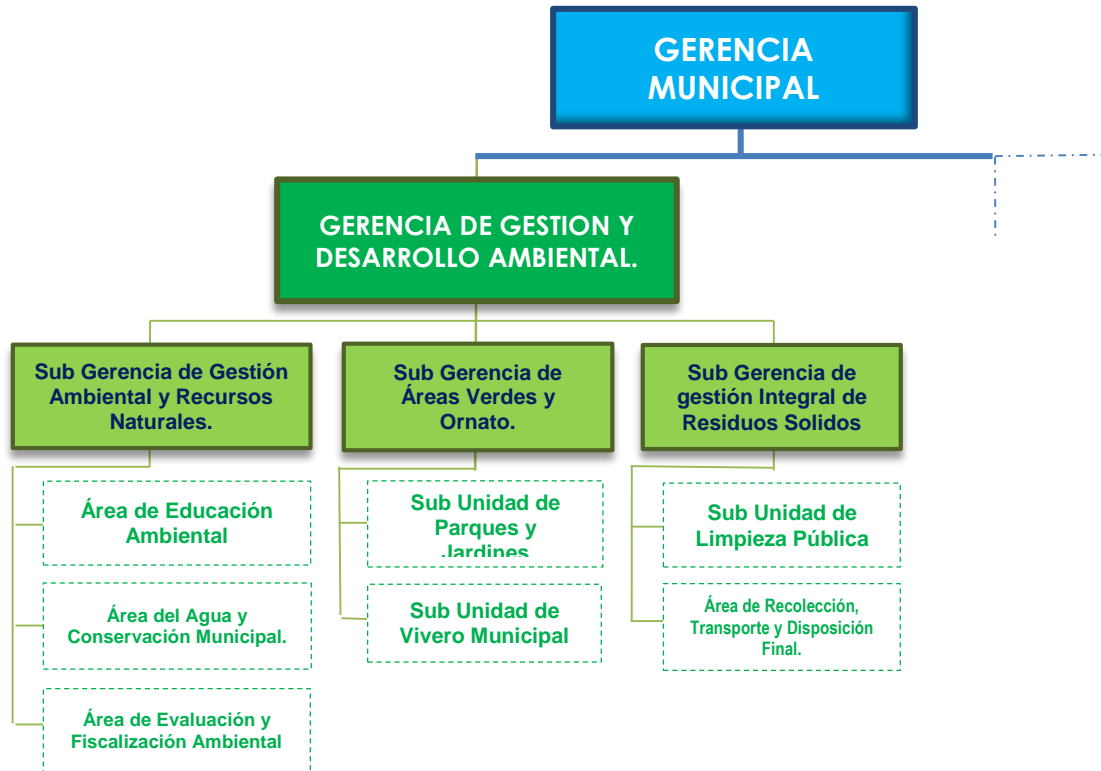 GERENCIA
MUNICIPAL
GERENCIA DE GESTION Y
DESARROLLO AMBIENTAL.
Sub Gerencia de Gestión
Ambiental y Recursos
Naturales.
Sub Gerencia de
Áreas Verdes y
Ornato.
Sub Gerencia de
gestión Integral de
Residuos Solidos
Área de Educación
Ambiental
Área del Agua y
Conservación Municipal.
Área de Evaluación y
Fiscalización Ambiental
Sub Unidad de
Parques y
Jardines
Sub Unidad de
Vivero Municipal
Sub Unidad de
Limpieza Pública
Área de Recolección,
Transporte y Disposición
Final.